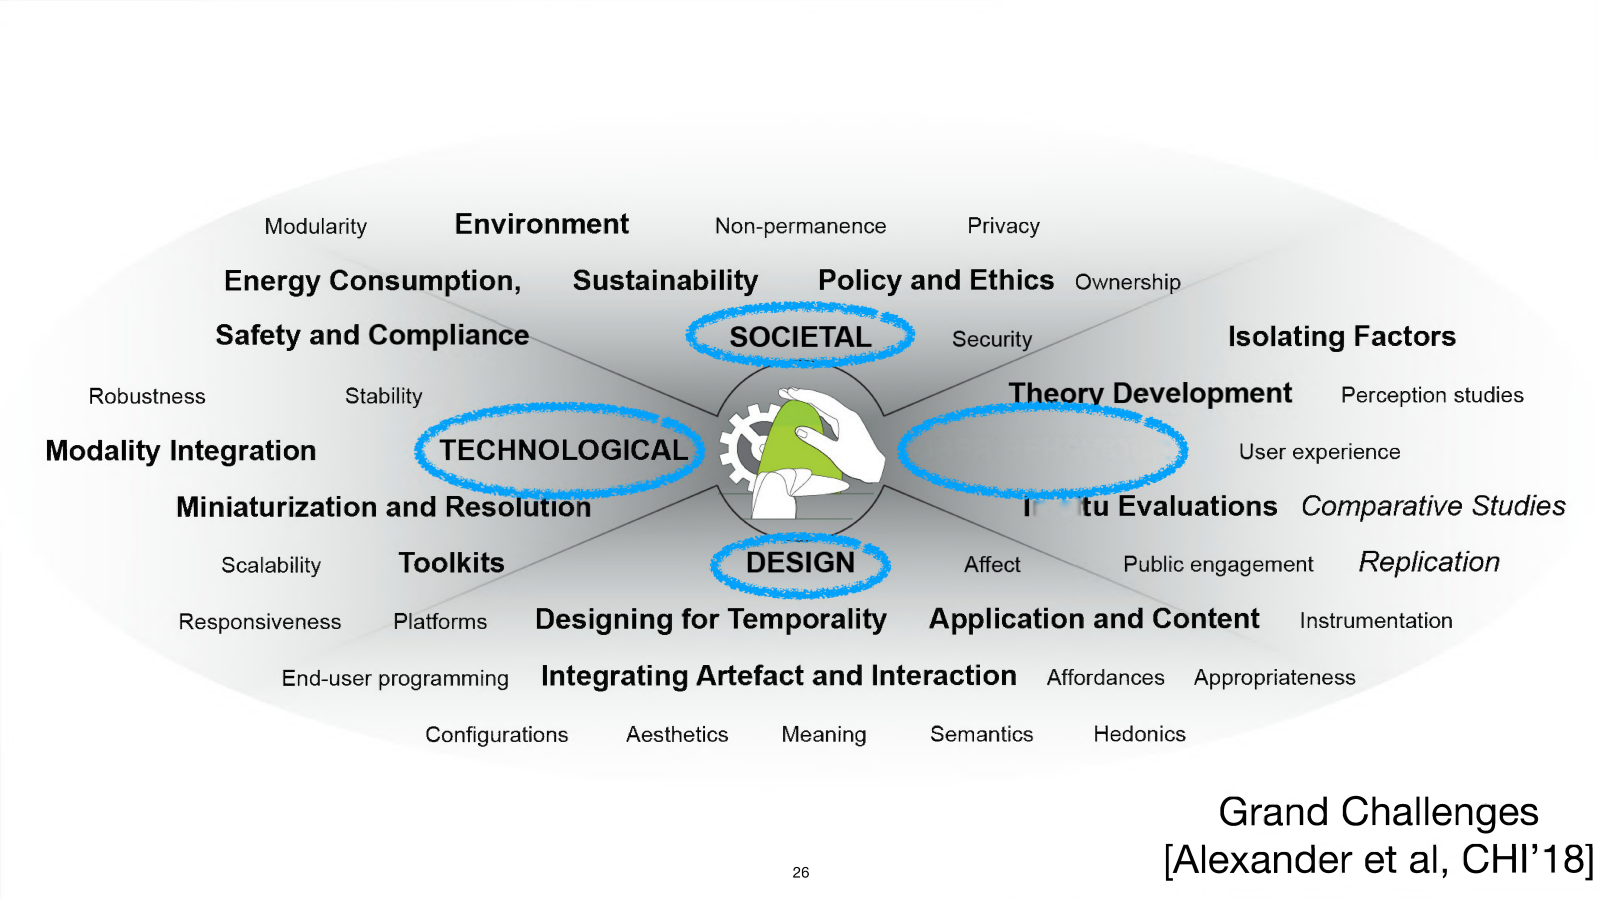 Modularity Environment Non-permanence Privacy
Energy Consumption, Sustainability Policy and Ethics Ownership
Safety and Compliance SOCIETAL Security Isolating Factors
Robustness Stability Theory Development Perception studies
Modality Integration TECHNOLOGICAL User experience
Miniaturization and Resolution Evaluations Comparative Studies
Scalability Toolkits DESIGN Affect Public engagement Replication
Responsiveness Platforms Designing for Temporality Application and Content Instrumentation
End-user programming Integrating Artefact and Interaction Affordances Appropriateness
Configurations Aesthetics Meaning Semantics Hedonics
Grand Challenges
[Alexander et al, CHI’18]
26